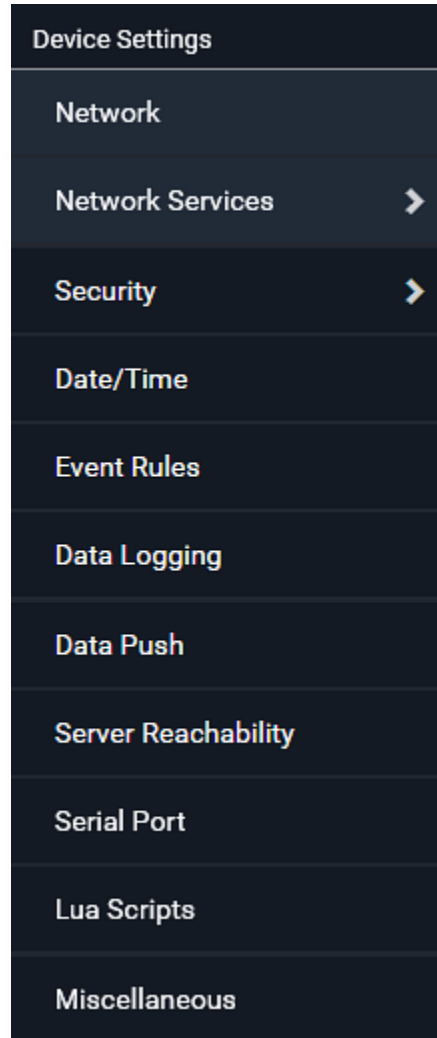 Device Settings
Network
Network Services
Security
Date/Time
Event Rules
Data Logging
Data Push
Server Reachability
Serial Port
Lua Scripts
Miscellaneous